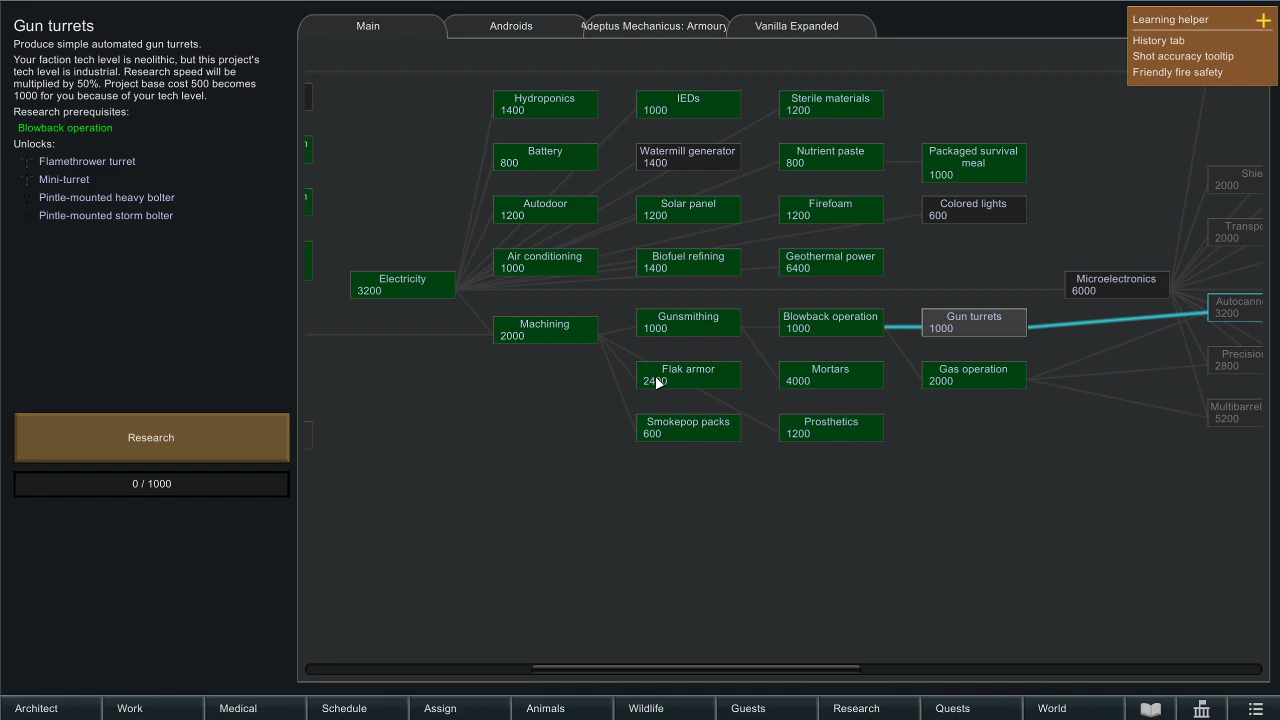 Gun turrets
Produce simple automated gun turrets.
Your faction tech level is neolithic, but this project's
tech level is industrial. Research speed will be
multiplied by 50%. Project base cost 500 becomes
1000 for you because of your tech level.
Research prerequisites:
Blowback operation
Unlocks:
Flamethrower turret
Mini-turret
Pintle-mounted heavy bolter
Pintle-mounted storm bolter
Research
0 / 1000
Main
Androids
Adeptus Mechanicus: Armoury
Vanilla Expanded
Learning helper
History tab
Shot accuracy tooltip
Friendly fire safety
Hydroponics
1400
IEDs
1000
Sterile materials
1200
Battery
800
Watermill generator
1400
Nutrient paste
800
Packaged survival
meal
1000
Autodoor
1200
Solar panel
1200
Firefoam
1200
Colored lights
600
Air conditioning
1000
Biofuel refining
1400
Geothermal power
6400
Electricity
3200
Microelectronics
6000
Machining
2000
Gunsmithing
1000
Blowback operation
1000
Gun turrets
1000
Flak armor
2400
Mortars
4000
Gas operation
2000
Smokepop packs
600
Prosthetics
1200
Shie
2000
Transpo
2000
Autocann
3200
Precision
2800
Multibarrel
5200
Architect
Work
Medical
Schedule
Assign
Animals
Wildlife
Guests
Research
Quests
World